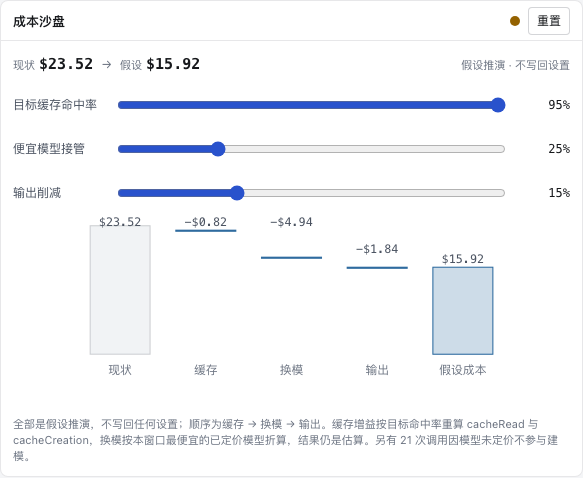 成本沙盘
重置
现状 $23.52 → 假设 $15.92
假设推演 · 不写回设置
目标缓存命中率 95%
便宜模型接管 25%
输出削减 15%
$23.52 −$0.82 −$4.94
−$1.84
$15.92
现状 缓存 换模 输出 假设成本
全部是假设推演，不写回任何设置；顺序为缓存 → 换模 → 输出。缓存增益按目标命中率重算 cacheRead 与
cacheCreation，换模按本窗口最便宜的已定价模型折算，结果仍是估算。另有 21 次调用因模型未定价不参与建
模。